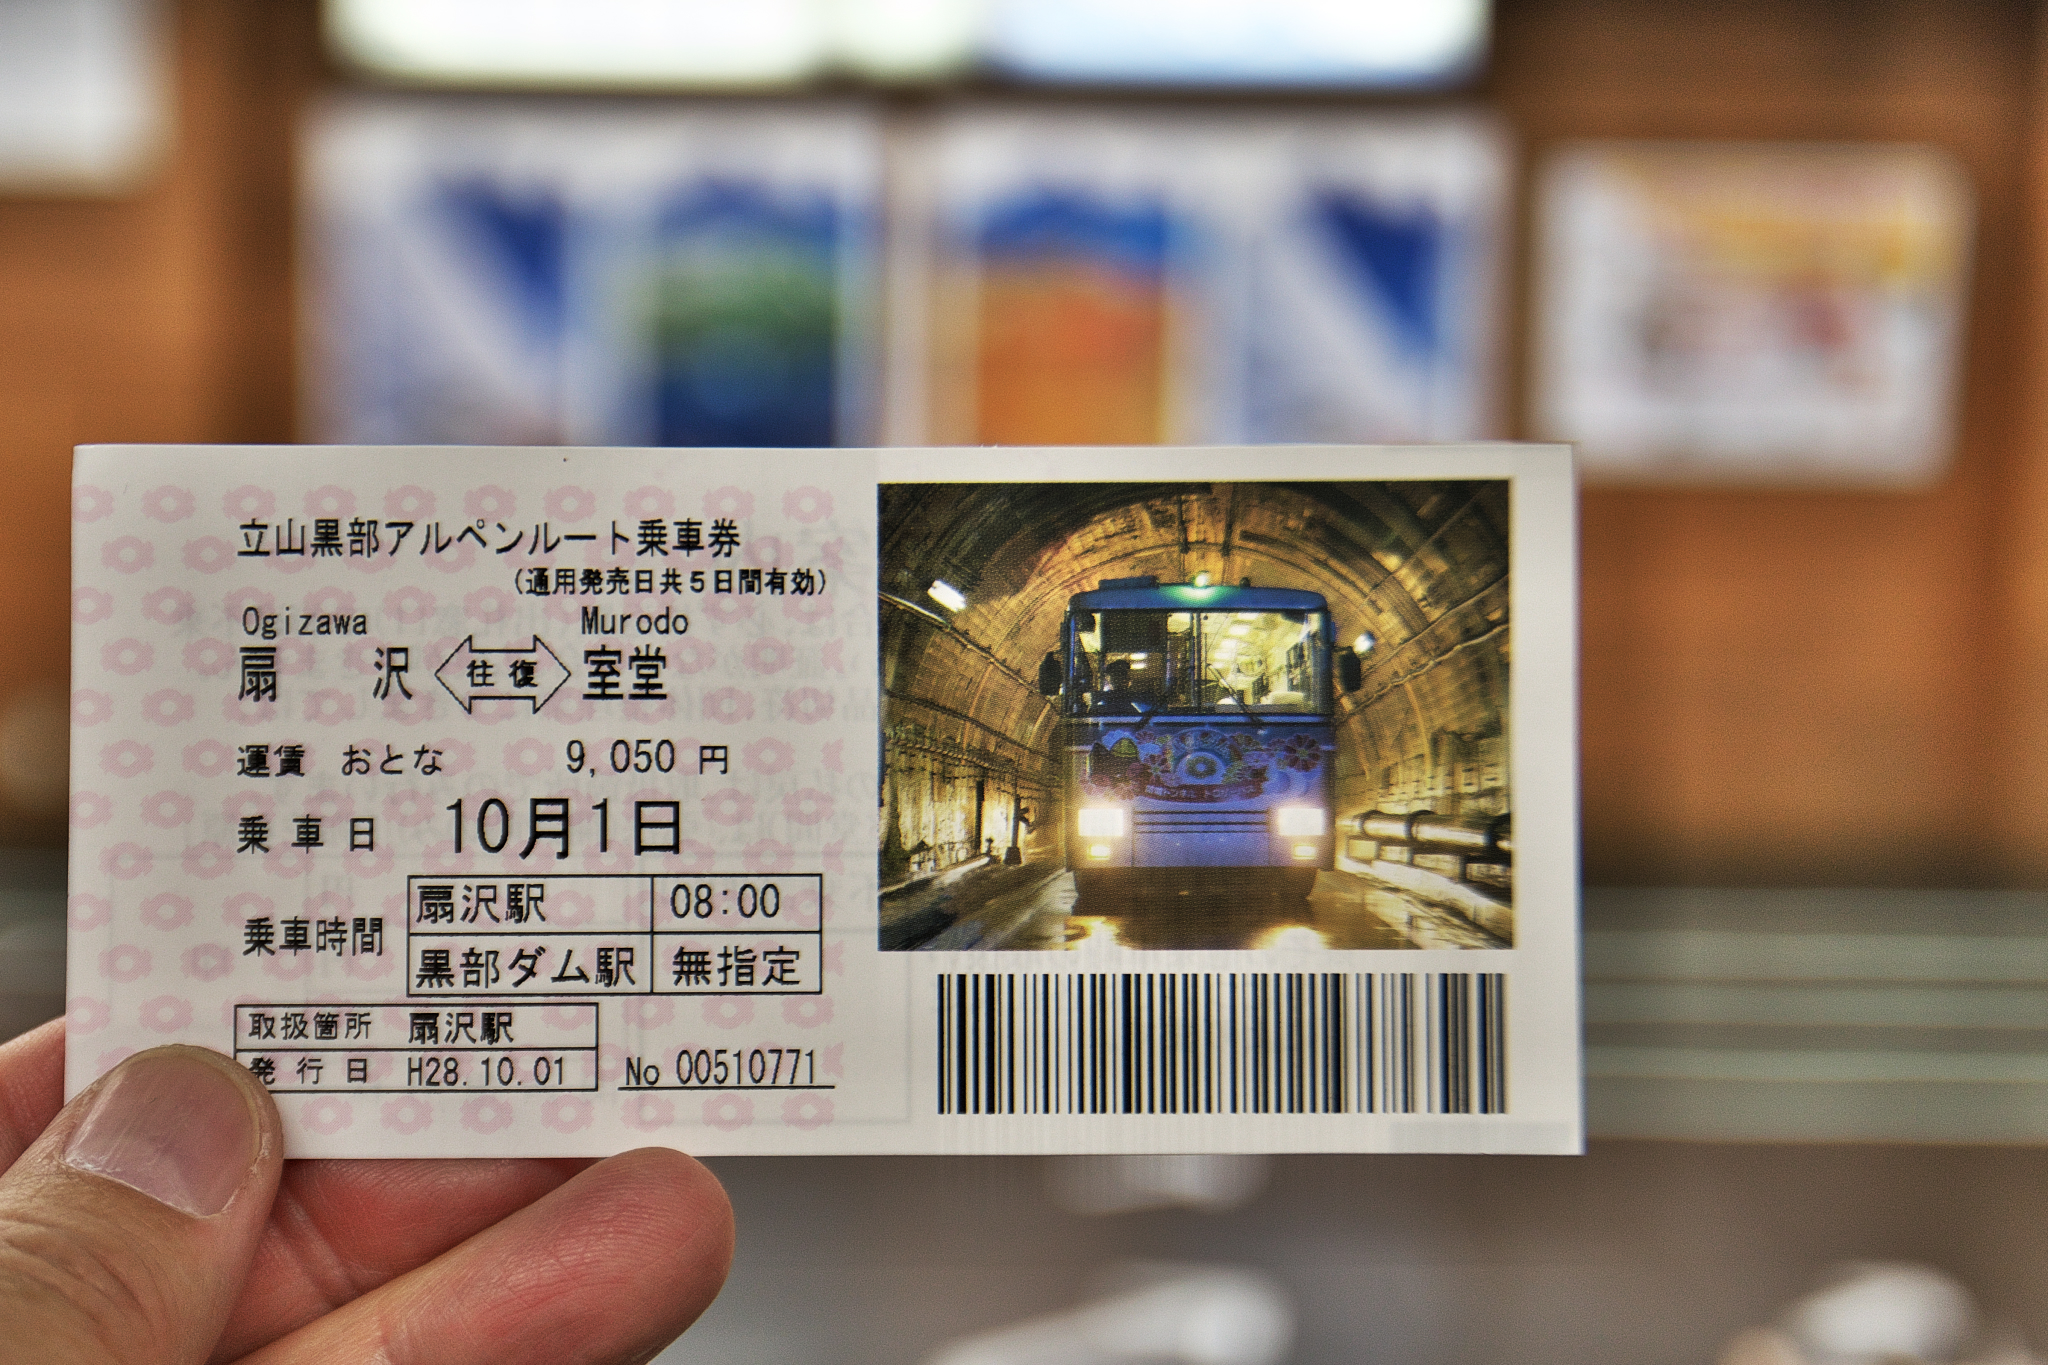 立山黒部アルペンルート乗車券
(通用発売日共５日間有効)
Ogizawa Murodo
扇 沢 往復 室堂
運賃 おとな 9,050 円
乗車日 10月1日
乗車時間
扇沢駅 08:00
黒部ダム駅 無指定
取扱箇所 扇沢駅
発行日 H28.10.01
No 00510771